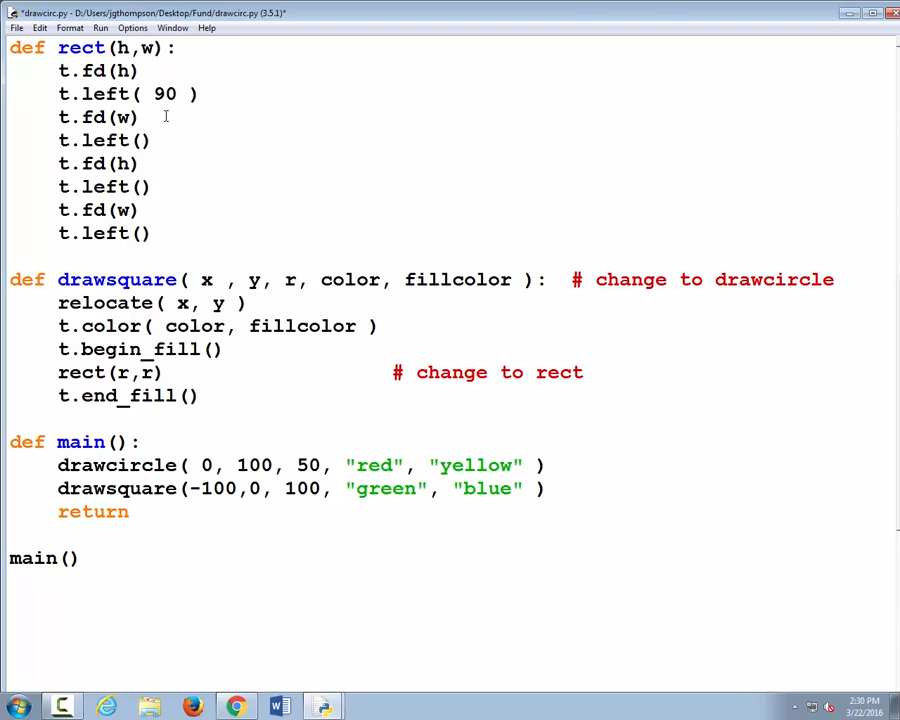 *drawcirc.py - D:/Users/jgthompson/Desktop/Fund/drawcirc.py (3.5.1)*
File Edit Format Run Options Window Help
def rect(h,w):
    t.fd(h)
    t.left( 90 )
    t.fd(w)
    t.left()
    t.fd(h)
    t.left()
    t.fd(w)
    t.left()
def drawsquare( x , y, r, color, fillcolor ):  # change to drawcircle
    relocate( x, y )
    t.color( color, fillcolor )
    t.begin_fill()
    rect(r,r)                    # change to rect
    t.end_fill()
def main():
    drawcircle( 0, 100, 50, "red", "yellow" )
    drawsquare(-100,0, 100, "green", "blue" )
    return
main()
2:30 PM
3/22/2016